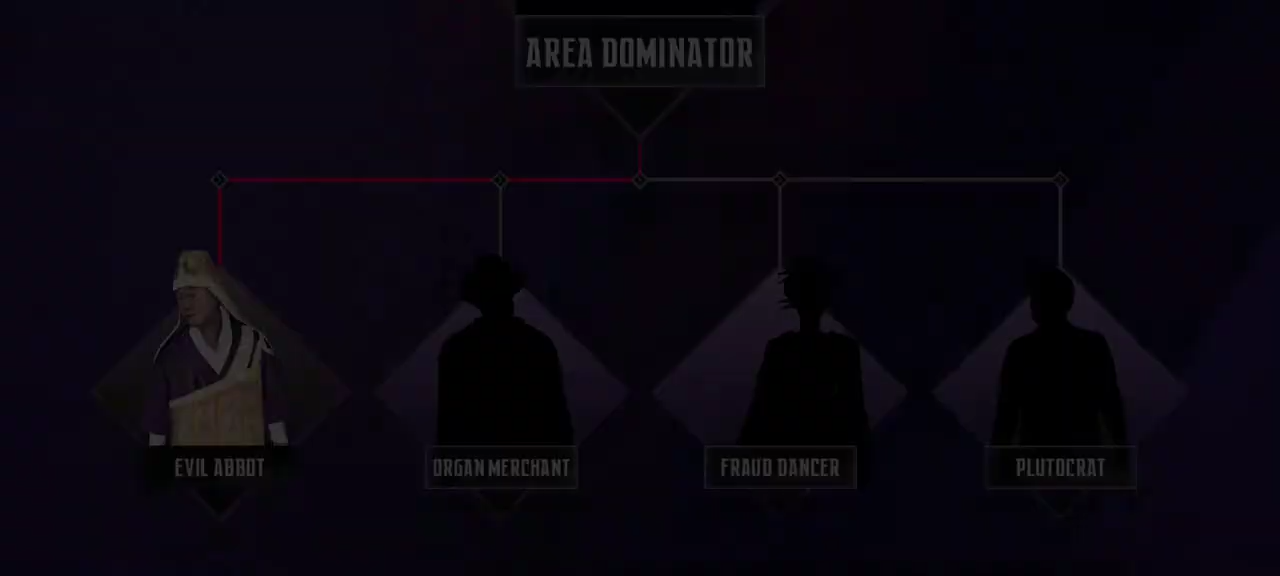 AREA DOMINATOR
EVIL ABBOT
ORGAN MERCHANT
FRAUD DANCER
PLUTOCRAT